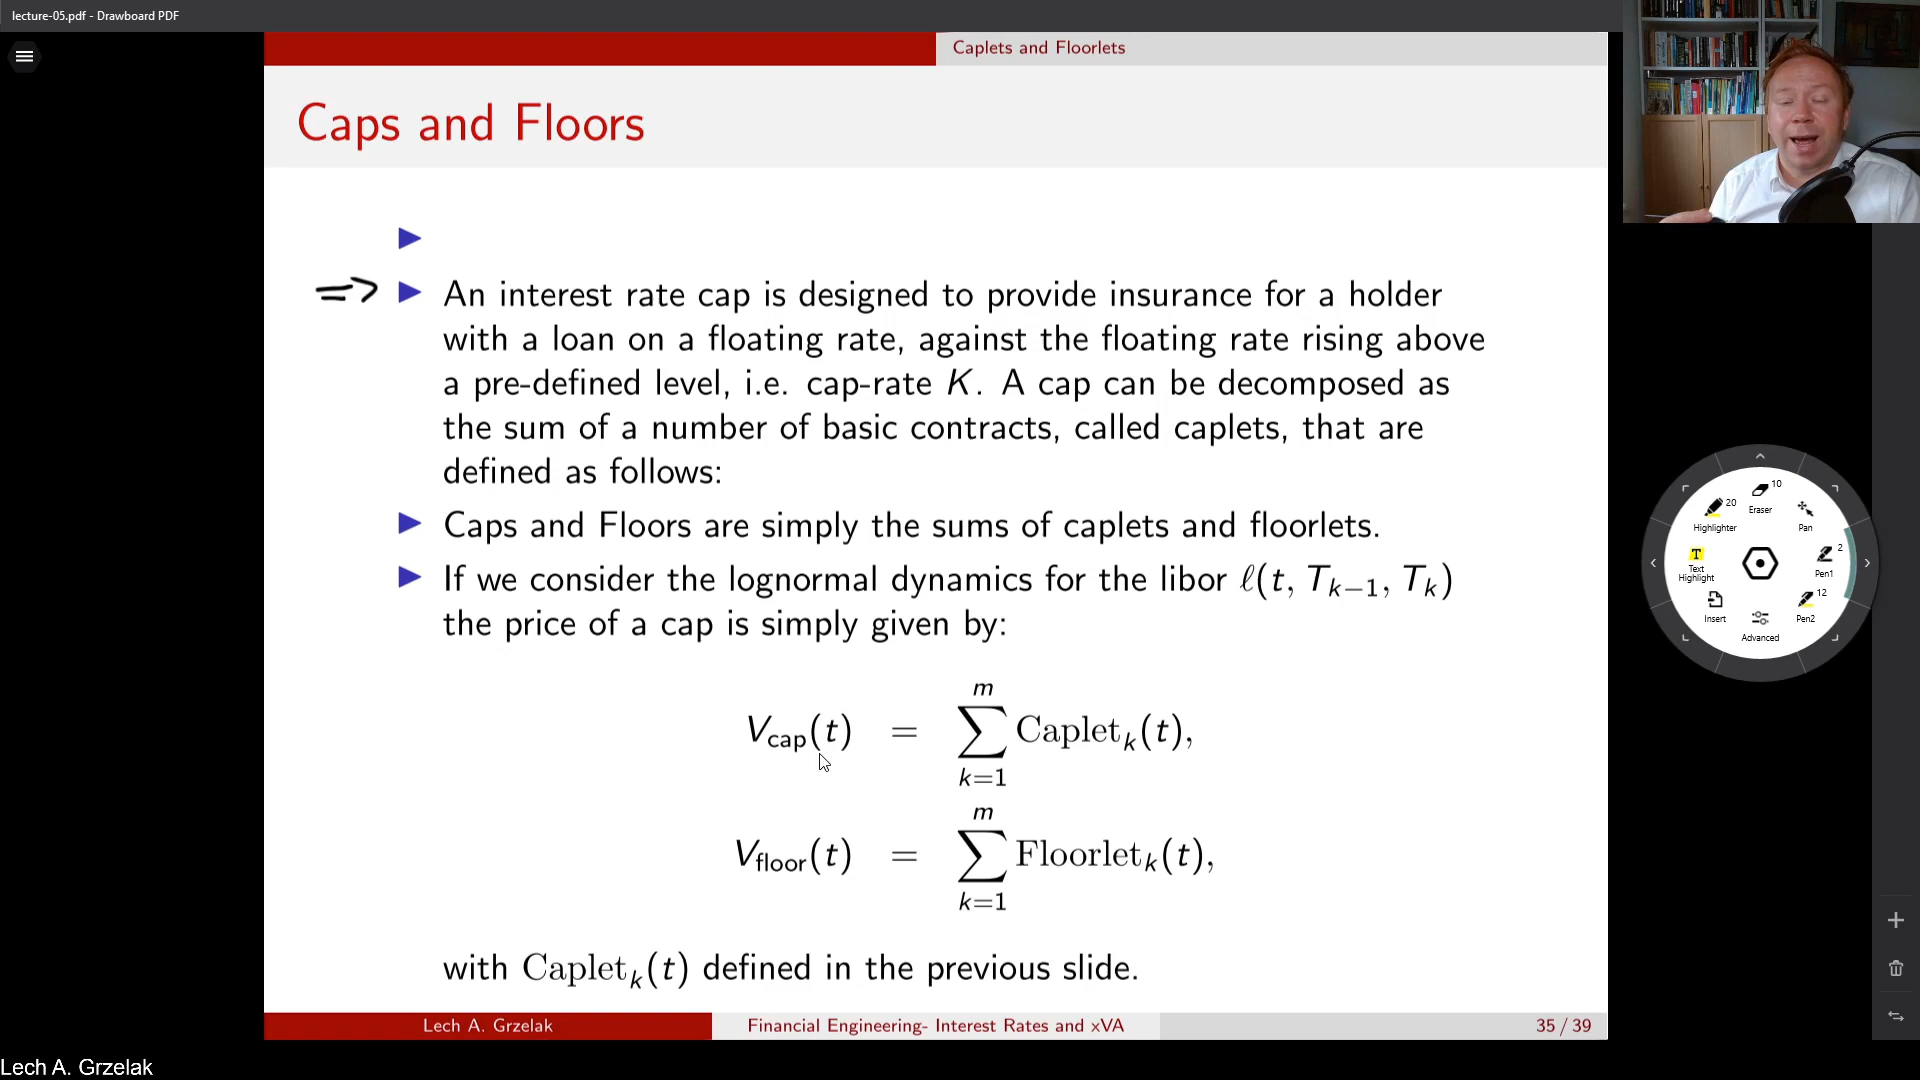 lecture-05.pdf - Drawboard PDF
Caplets and Floorlets
Caps and Floors
=> An interest rate cap is designed to provide insurance for a holder
with a loan on a floating rate, against the floating rate rising above
a pre-defined level, i.e. cap-rate K. A cap can be decomposed as
the sum of a number of basic contracts, called caplets, that are
defined as follows:
Caps and Floors are simply the sums of caplets and floorlets.
If we consider the lognormal dynamics for the libor ℓ(t, T_{k−1}, T_k)
the price of a cap is simply given by:
V_cap(t) = ∑_{k=1}^{m} Caplet_k(t),
V_floor(t) = ∑_{k=1}^{m} Floorlet_k(t),
with Caplet_k(t) defined in the previous slide.
Lech A. Grzelak
Financial Engineering- Interest Rates and xVA
35 / 39
10
Eraser
20
Highlighter
Pan
T
Text
Highlight
2
Pen1
Insert
12
Pen2
Advanced
Lech A. Grzelak